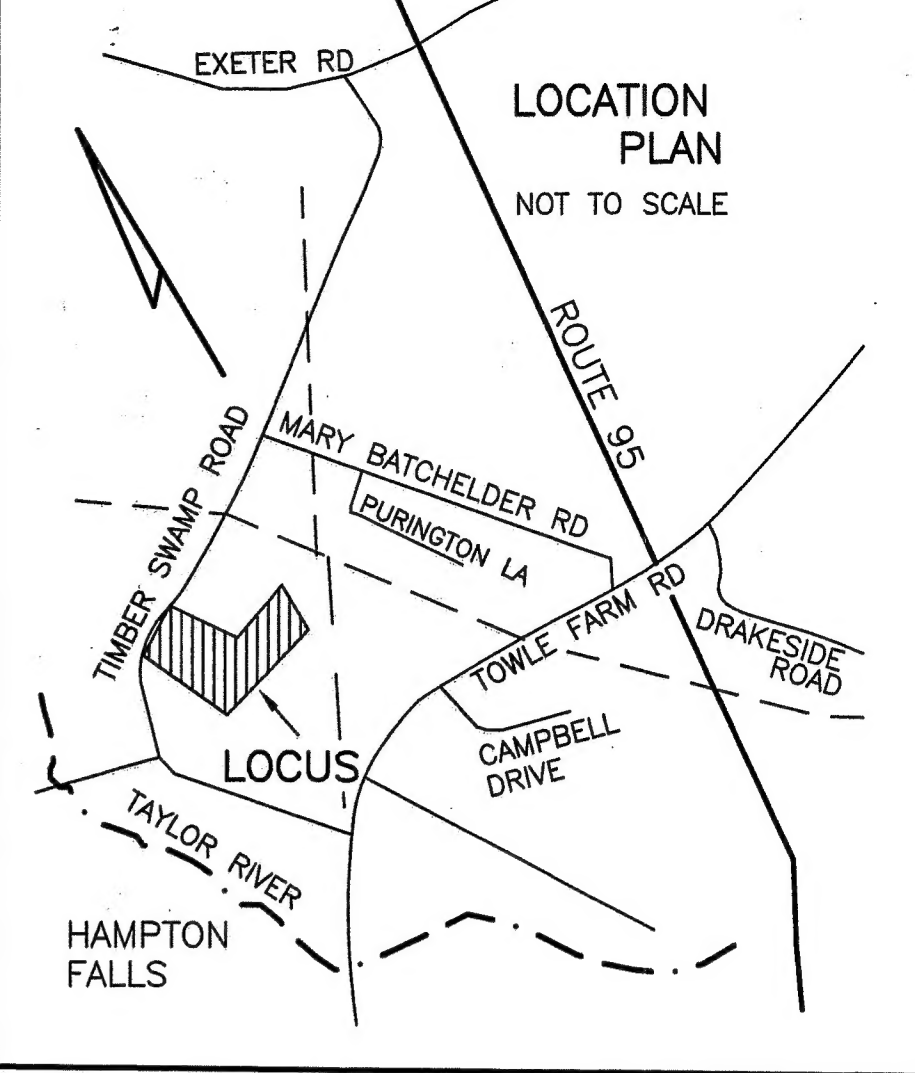 EXETER RD
LOCATION
PLAN
NOT TO SCALE
ROUTE 95
TIMBER SWAMP ROAD
MARY BATCHELDER RD
PURINGTON LA
TOWLE FARM RD
DRAKESIDE
ROAD
CAMPBELL
DRIVE
LOCUS
TAYLOR RIVER
HAMPTON
FALLS